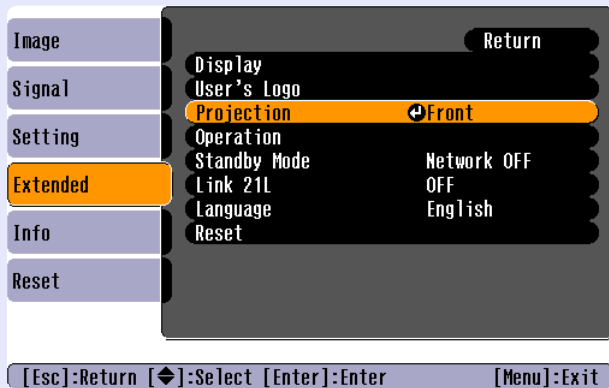 Image
Signal
Setting
Extended
Info
Reset
Return
Display
User's Logo
Projection Front
Operation
Standby Mode Network OFF
Link 21L OFF
Language English
Reset
[Esc]:Return [◆]:Select [Enter]:Enter [Menu]:Exit